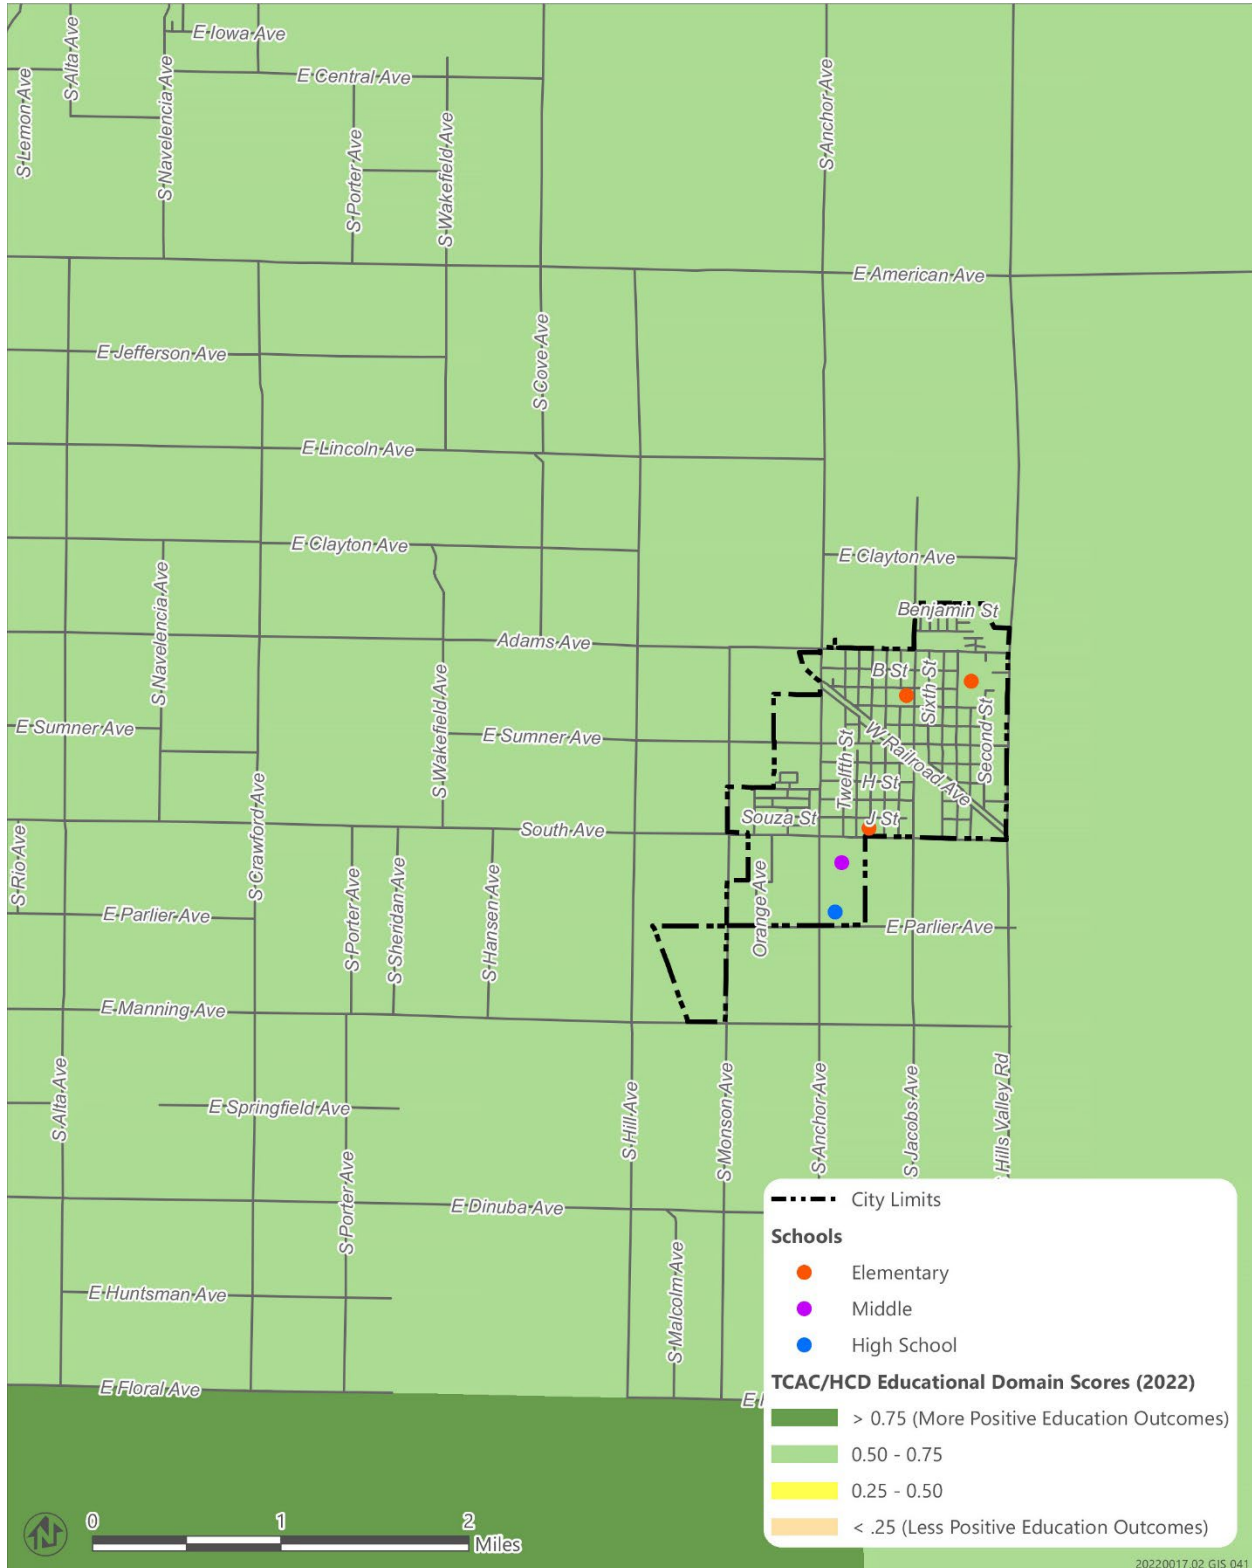 E Iowa Ave
S Alta Ave
S Lemon Ave
S Navelencia Ave
E Central Ave
S Porter Ave
S Wakefield Ave
S Anchor Ave
E American Ave
E Jefferson Ave
S Cove Ave
E Lincoln Ave
E Clayton Ave
E Clayton Ave
S Navelencia Ave
Benjamin St
Adams Ave
B St
Sixth St
S Wakefield Ave
E Sumner Ave
E Sumner Ave
Twelfth St
W Railroad Ave
Second St
H St
S Crawford Ave
Souza St
J St
South Ave
S Rio Ave
E Parlier Ave
S Porter Ave
S Sheridan Ave
S Hansen Ave
Orange Ave
E Parlier Ave
E Manning Ave
S Alta Ave
E Springfield Ave
S Hill Ave
S Monson Ave
S Anchor Ave
S Jacobs Ave
Hills Valley Rd
S Porter Ave
E Dinuba Ave
E Huntsman Ave
S Malcolm Ave
E Floral Ave
E
City Limits
Schools
Elementary
Middle
High School
TCAC/HCD Educational Domain Scores (2022)
> 0.75 (More Positive Education Outcomes)
0.50 - 0.75
0.25 - 0.50
< .25 (Less Positive Education Outcomes)
N
0 1 2
Miles
20220017.02 GIS 041